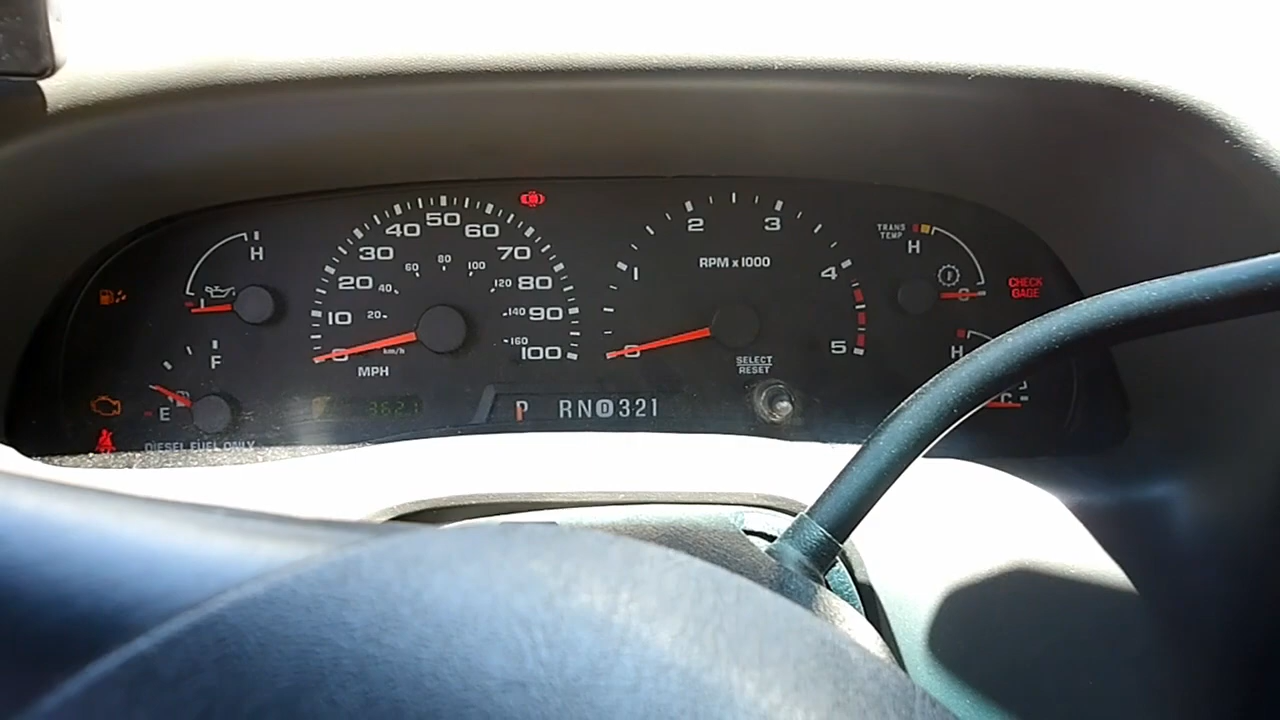 H
L
F
E
DIESEL FUEL ONLY
0 10 20 30 40 50 60 70 80 90 100
20 40 60 80 100 120 140 160
km/h
MPH
P RN D 3 2 1
1 2 3 4 5
RPM x 1000
0
SELECT
RESET
TRANS
TEMP
H
C
CHECK
GAGE
H
C